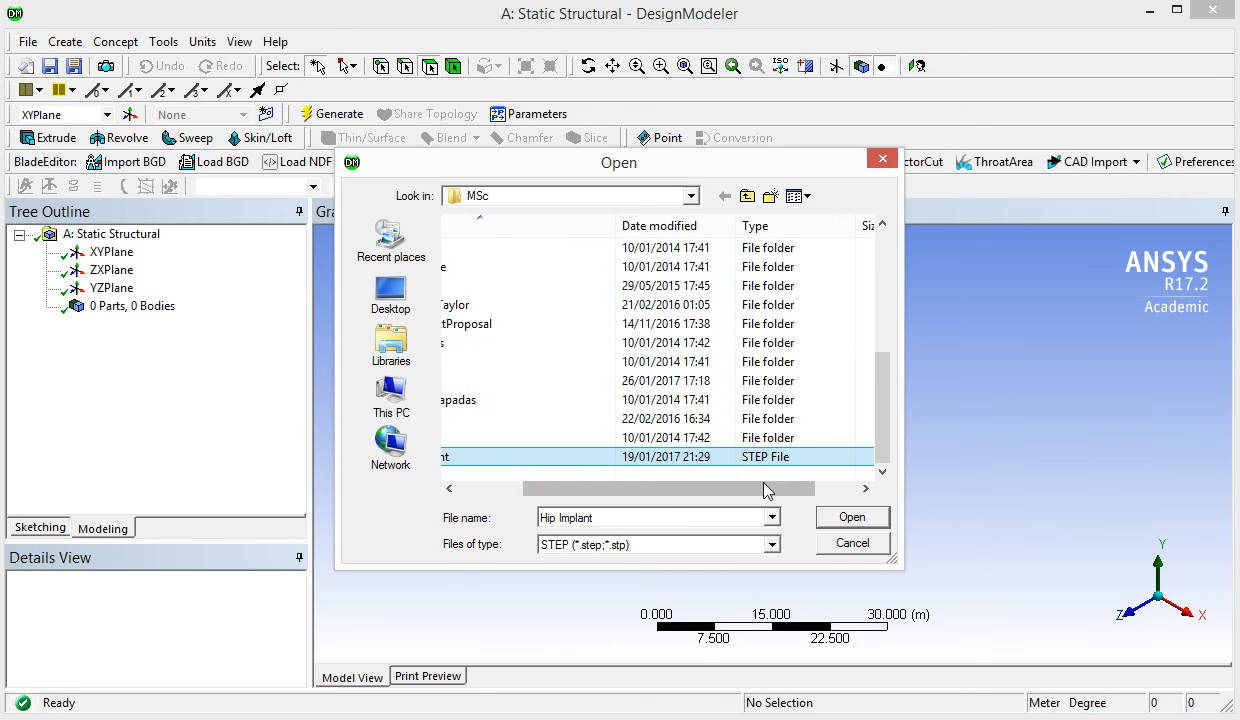 DM
A: Static Structural - DesignModeler
File Create Concept Tools Units View Help
Undo Redo Select: ISO
XYPlane None Generate Share Topology Parameters
Extrude Revolve Sweep Skin/Loft Thin/Surface Blend Chamfer Slice Point Conversion
BladeEditor: Import BGD Load BGD Load NDF ctorCut ThroatArea CAD Import Preferences
Tree Outline
Gra
A: Static Structural
XYPlane
ZXPlane
YZPlane
0 Parts, 0 Bodies
Sketching Modeling
Details View
DM
Open
Look in: MSc
Recent places
Desktop
Libraries
This PC
Network
Date modified Type Siz
10/01/2014 17:41 File folder
e 10/01/2014 17:41 File folder
29/05/2015 17:45 File folder
aylor 21/02/2016 01:05 File folder
tProposal 14/11/2016 17:38 File folder
s 10/01/2014 17:42 File folder
10/01/2014 17:41 File folder
26/01/2017 17:18 File folder
apadas 10/01/2014 17:41 File folder
22/02/2016 16:34 File folder
10/01/2014 17:42 File folder
nt 19/01/2017 21:29 STEP File
File name: Hip Implant Open
Files of type: STEP (*.step;*.stp) Cancel
ANSYS
R17.2
Academic
0.000 15.000 30.000 (m)
7.500 22.500
Y
Z X
Model View Print Preview
Ready No Selection Meter Degree 0 0